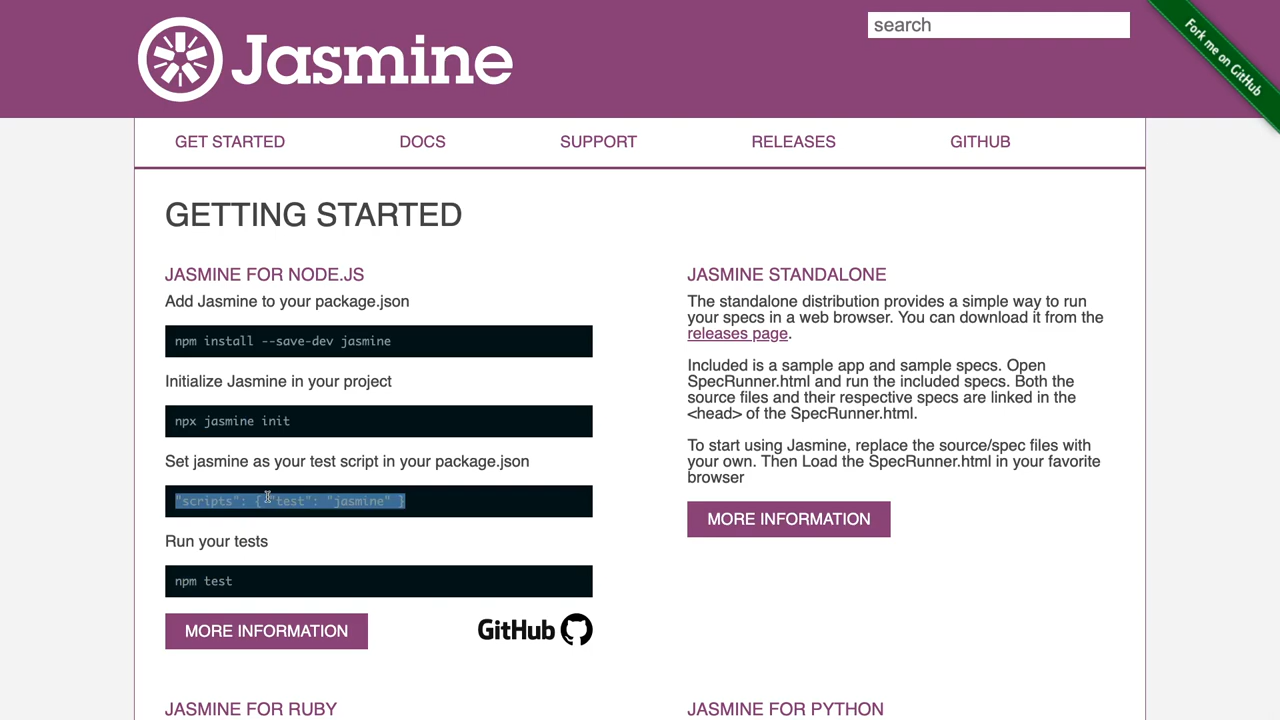 Jasmine
search
Fork me on GitHub
GET STARTED
DOCS
SUPPORT
RELEASES
GITHUB
GETTING STARTED
JASMINE FOR NODE.JS
Add Jasmine to your package.json
npm install --save-dev jasmine
Initialize Jasmine in your project
npx jasmine init
Set jasmine as your test script in your package.json
"scripts": { "test": "jasmine" }
Run your tests
npm test
MORE INFORMATION
GitHub
JASMINE STANDALONE
The standalone distribution provides a simple way to run
your specs in a web browser. You can download it from the
releases page.
Included is a sample app and sample specs. Open
SpecRunner.html and run the included specs. Both the
source files and their respective specs are linked in the
<head> of the SpecRunner.html.
To start using Jasmine, replace the source/spec files with
your own. Then Load the SpecRunner.html in your favorite
browser
MORE INFORMATION
JASMINE FOR RUBY
JASMINE FOR PYTHON